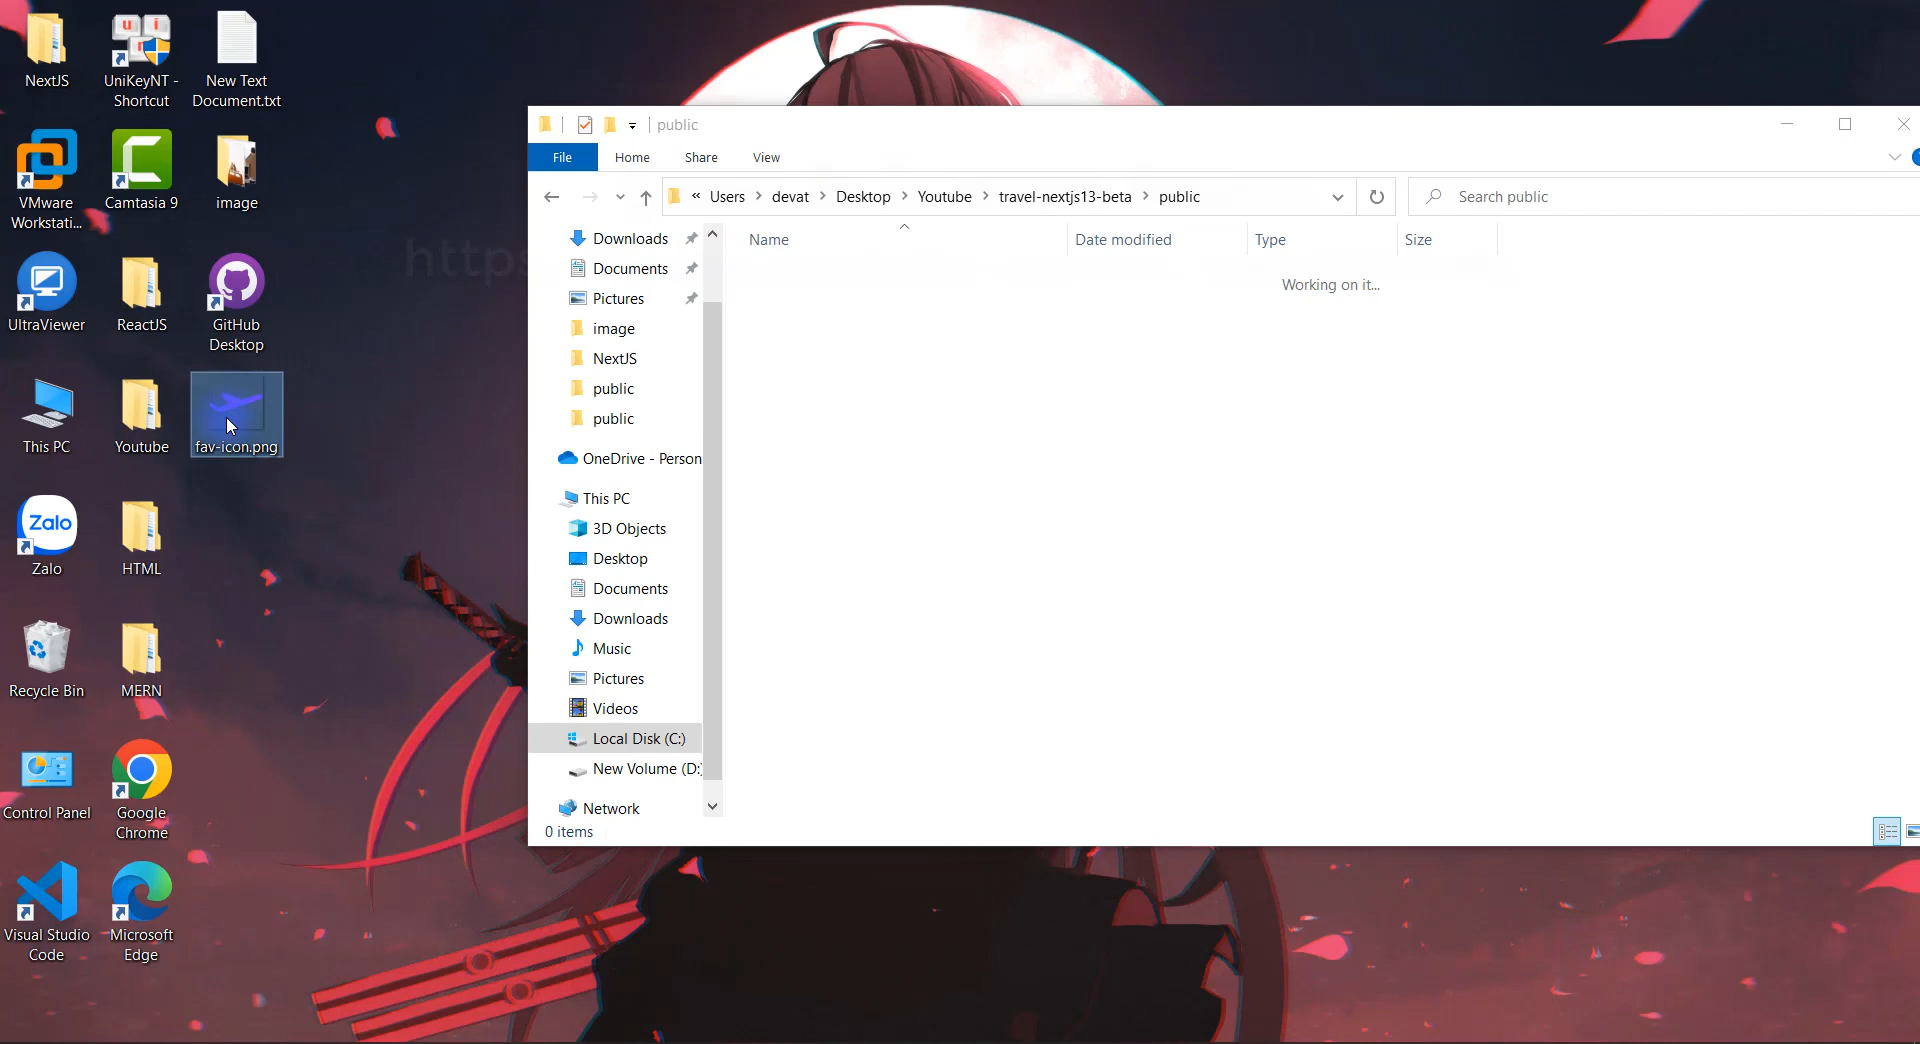 NextJS
UniKeyNT -
Shortcut
New Text
Document.txt
VMware
Workstati...
Camtasia 9
image
UltraViewer
ReactJS
GitHub
Desktop
This PC
Youtube
fav-icon.png
Zalo
Zalo
HTML
Recycle Bin
MERN
Control Panel
Google
Chrome
Visual Studio
Code
Microsoft
Edge
https
public
File
Home
Share
View
« Users > devat > Desktop > Youtube > travel-nextjs13-beta > public
Search public
Name
Date modified
Type
Size
Working on it...
Downloads
Documents
Pictures
image
NextJS
public
public
OneDrive - Person
This PC
3D Objects
Desktop
Documents
Downloads
Music
Pictures
Videos
Local Disk (C:)
New Volume (D:)
Network
0 items